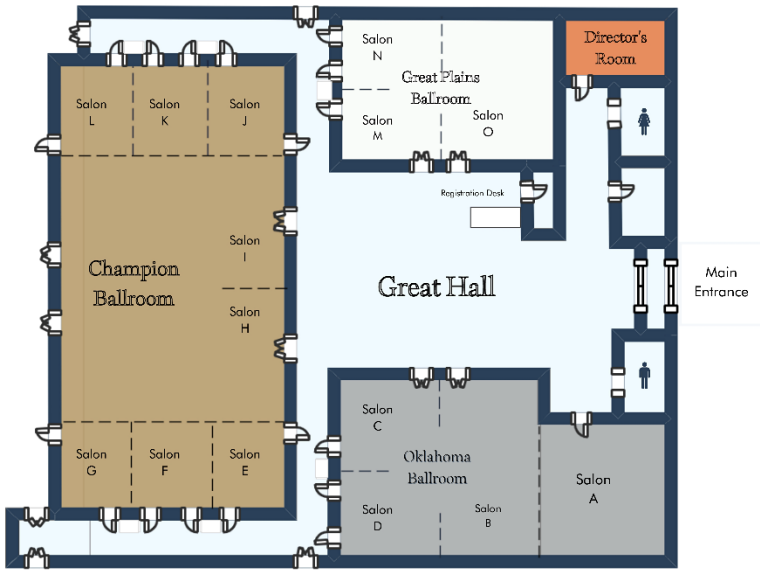 Salon
N
Director's
Room
Great Plains
Ballroom
Salon
L
Salon
K
Salon
J
Salon
M
Salon
O
Registration Desk
Salon
I
Champion
Ballroom
Great Hall
Main
Entrance
Salon
H
Salon
C
Salon
G
Salon
F
Salon
E
Oklahoma
Ballroom
Salon
A
Salon
D
Salon
B